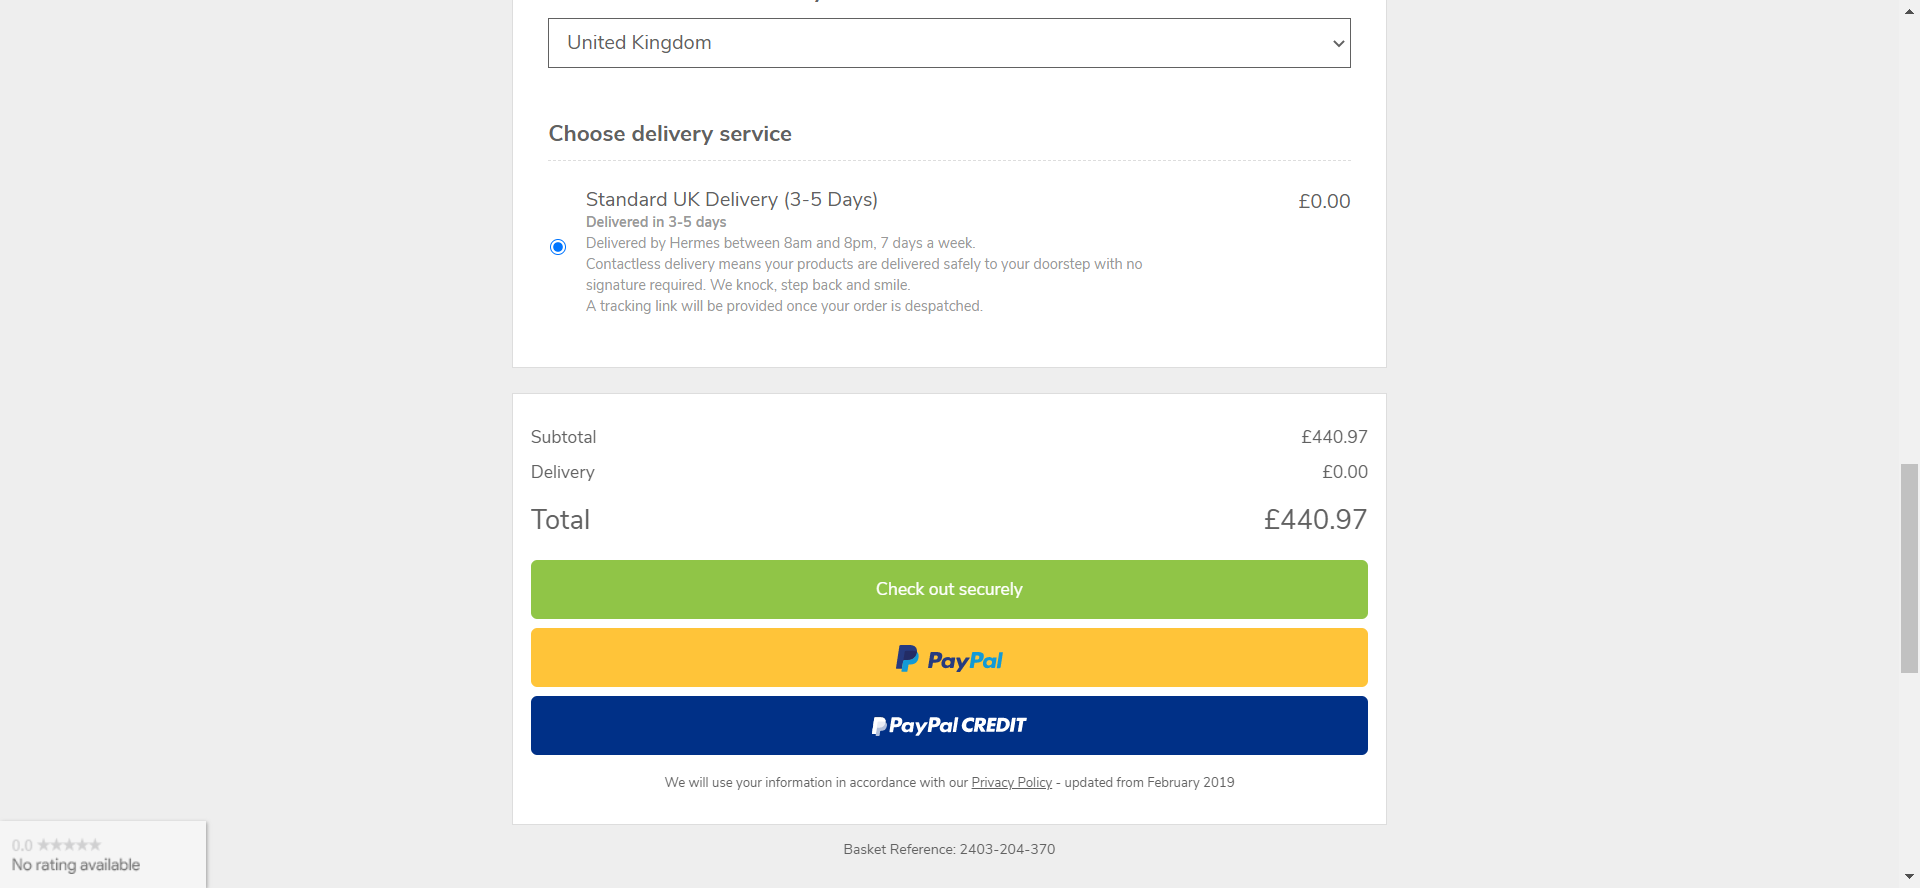 United Kingdom
Choose delivery service
Standard UK Delivery (3-5 Days)
£0.00
Delivered in 3-5 days
Delivered by Hermes between 8am and 8pm, 7 days a week.
Contactless delivery means your products are delivered safely to your doorstep with no
signature required. We knock, step back and smile.
A tracking link will be provided once your order is despatched.
Subtotal £440.97
Delivery £0.00
Total £440.97
Check out securely
PayPal
PayPal CREDIT
We will use your information in accordance with our Privacy Policy - updated from February 2019
0.0 ★★★★★
No rating available
Basket Reference: 2403-204-370